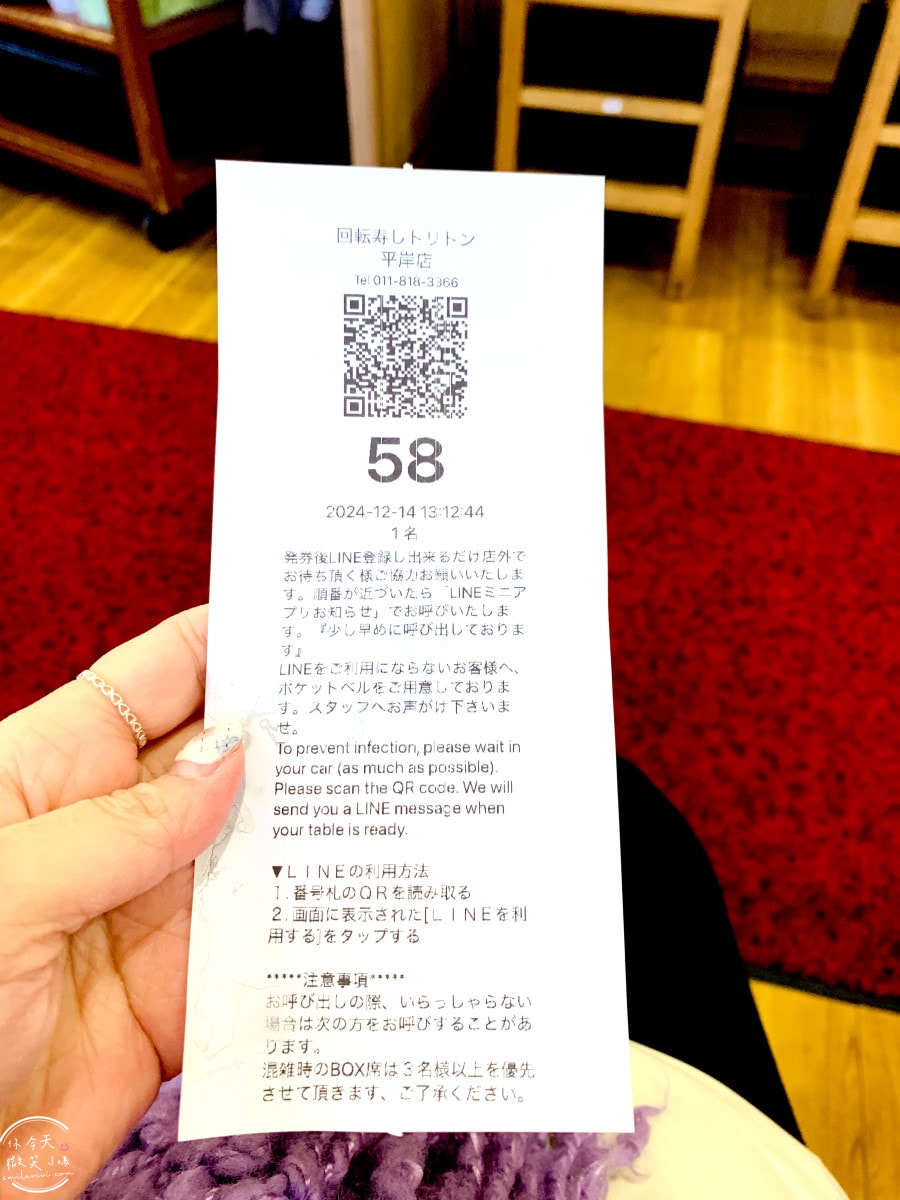 回転寿しトリトン
平岸店
Tel 011-818-3366
58
2024-12-14 13:12:44
1名
発券後LINE登録し出来るだけ店外で
お待ち頂く様ご協力お願いいたしま
す。順番が近づいたら「LINEミニア
プリお知らせ」でお呼びいたしま
す。『少し早めに呼び出しておりま
す』
LINEをご利用にならないお客様へ、
ポケットベルをご用意しておりま
す。スタッフへお声がけ下さいま
せ。
To prevent infection, please wait in
your car (as much as possible).
Please scan the QR code. We will
send you a LINE message when
your table is ready.
▼LINEの利用方法
1.番号札のQRを読み取る
2.画面に表示された[LINEを利
用する]をタップする
*****注意事項*****
お呼び出しの際、いらっしゃらない
場合は次の方をお呼びすることがあ
ります。
混雑時のBOX席は3名様以上を優先
させて頂きます、ご了承ください。
你今天
微笑了嗎